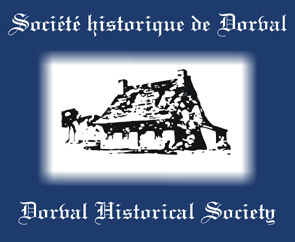 Société historique de Dorval
Dorval Historical Society